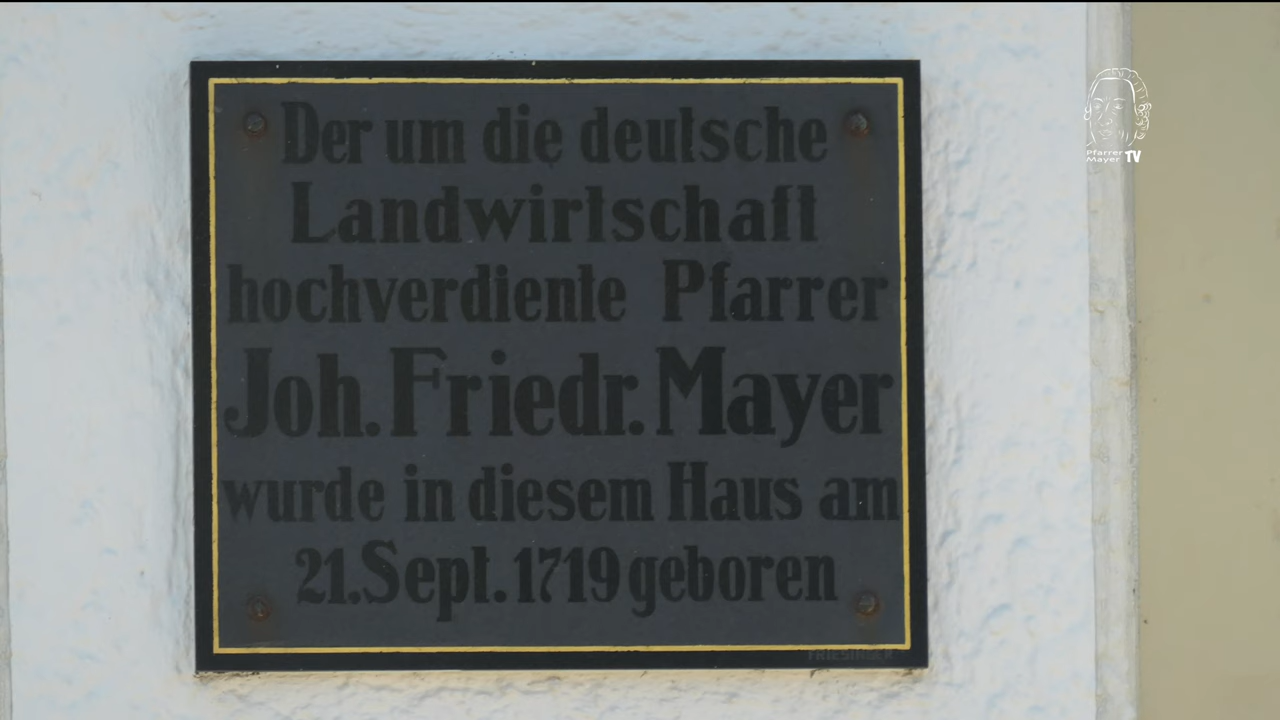 Der um die deutsche
Landwirtschaft
hochverdiente Pfarrer
Joh. Friedr. Mayer
wurde in diesem Haus am
21. Sept. 1719 geboren
Pfarrer
Mayer TV